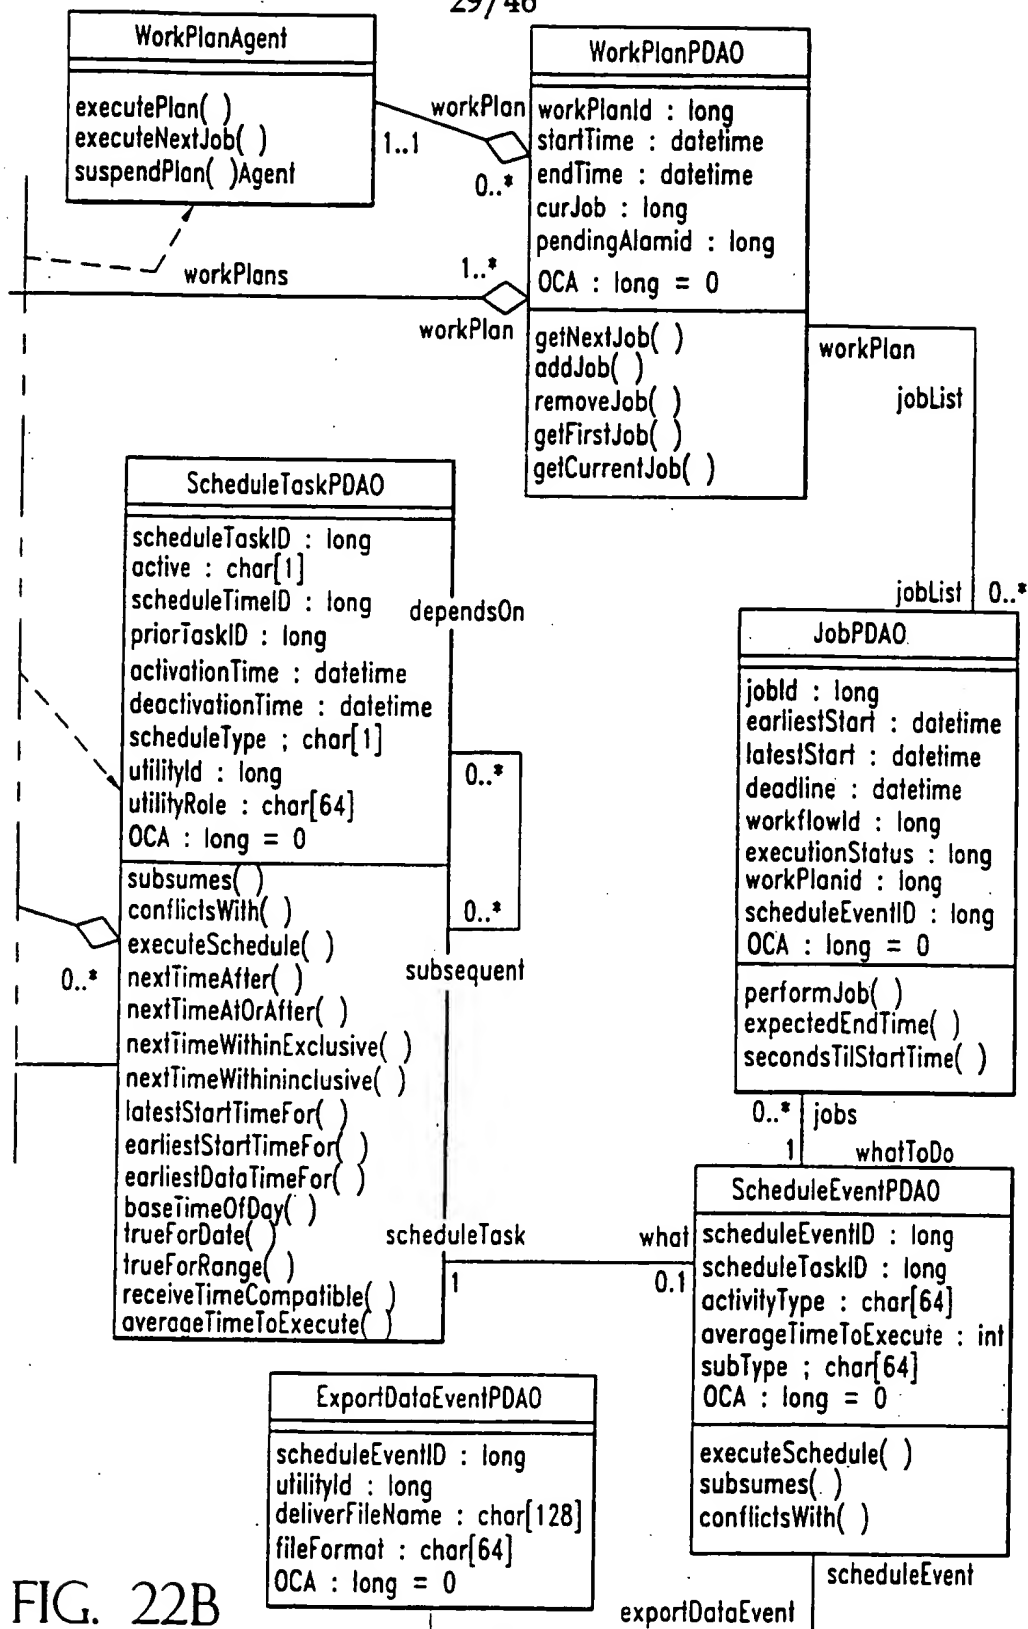 29/46
WorkPlanAgent
executePlan( )
executeNextJob( )
suspendPlan( )Agent
workPlan
1..1
0..*
WorkPlanPDAO
workPlanId : long
startTime : datetime
endTime : datetime
curJob : long
pendingAlamid : long
OCA : long = 0
getNextJob( )
addJob( )
removeJob( )
getFirstJob( )
getCurrentJob( )
workPlans
1..*
workPlan
workPlan
jobList
jobList
0..*
ScheduleTaskPDAO
scheduleTaskID : long
active : char[1]
scheduleTimeID : long
priorTaskID : long
activationTime : datetime
deactivationTime : datetime
scheduleType ; char[1]
utilityId : long
utilityRole : char[64]
OCA : long = 0
subsumes( )
conflictsWith( )
executeSchedule( )
nextTimeAfter( )
nextTimeAtOrAfter( )
nextTimeWithinExclusive( )
nextTimeWithininclusive( )
latestStartTimeFor( )
earliestStartTimeFor( )
earliestDataTimeFor( )
baseTimeOfDay( )
trueForDate( )
trueForRange( )
receiveTimeCompatible( )
averageTimeToExecute( )
dependsOn
0..*
0..*
subsequent
0..*
JobPDAO
jobId : long
earliestStart : datetime
latestStart : datetime
deadline : datetime
workflowId : long
executionStatus : long
workPlanid : long
scheduleEventID : long
OCA : long = 0
performJob( )
expectedEndTime( )
secondsTilStartTime( )
0..*
jobs
1
whatToDo
scheduleTask
1
what
0.1
ScheduleEventPDAO
scheduleEventID : long
scheduleTaskID : long
activityType : char[64]
averageTimeToExecute : int
subType ; char[64]
OCA : long = 0
executeSchedule( )
subsumes( )
conflictsWith( )
ExportDataEventPDAO
scheduleEventID : long
utilityId : long
deliverFileName : char[128]
fileFormat : char[64]
OCA : long = 0
scheduleEvent
exportDataEvent
FIG. 22B